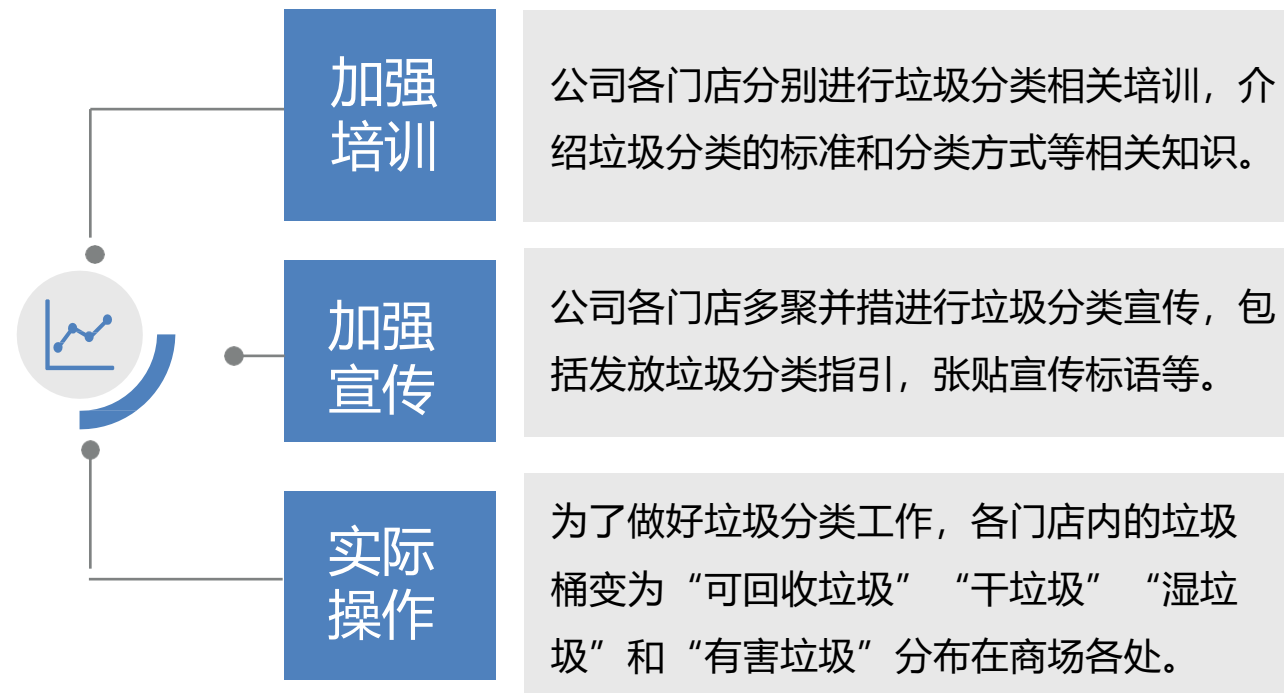 加强
培训
公司各门店分别进行垃圾分类相关培训，介
绍垃圾分类的标准和分类方式等相关知识。
加强
宣传
公司各门店多聚并措进行垃圾分类宣传，包
括发放垃圾分类指引，张贴宣传标语等。
实际
操作
为了做好垃圾分类工作，各门店内的垃圾
桶变为“可回收垃圾”“干垃圾”“湿垃
圾”和“有害垃圾”分布在商场各处。